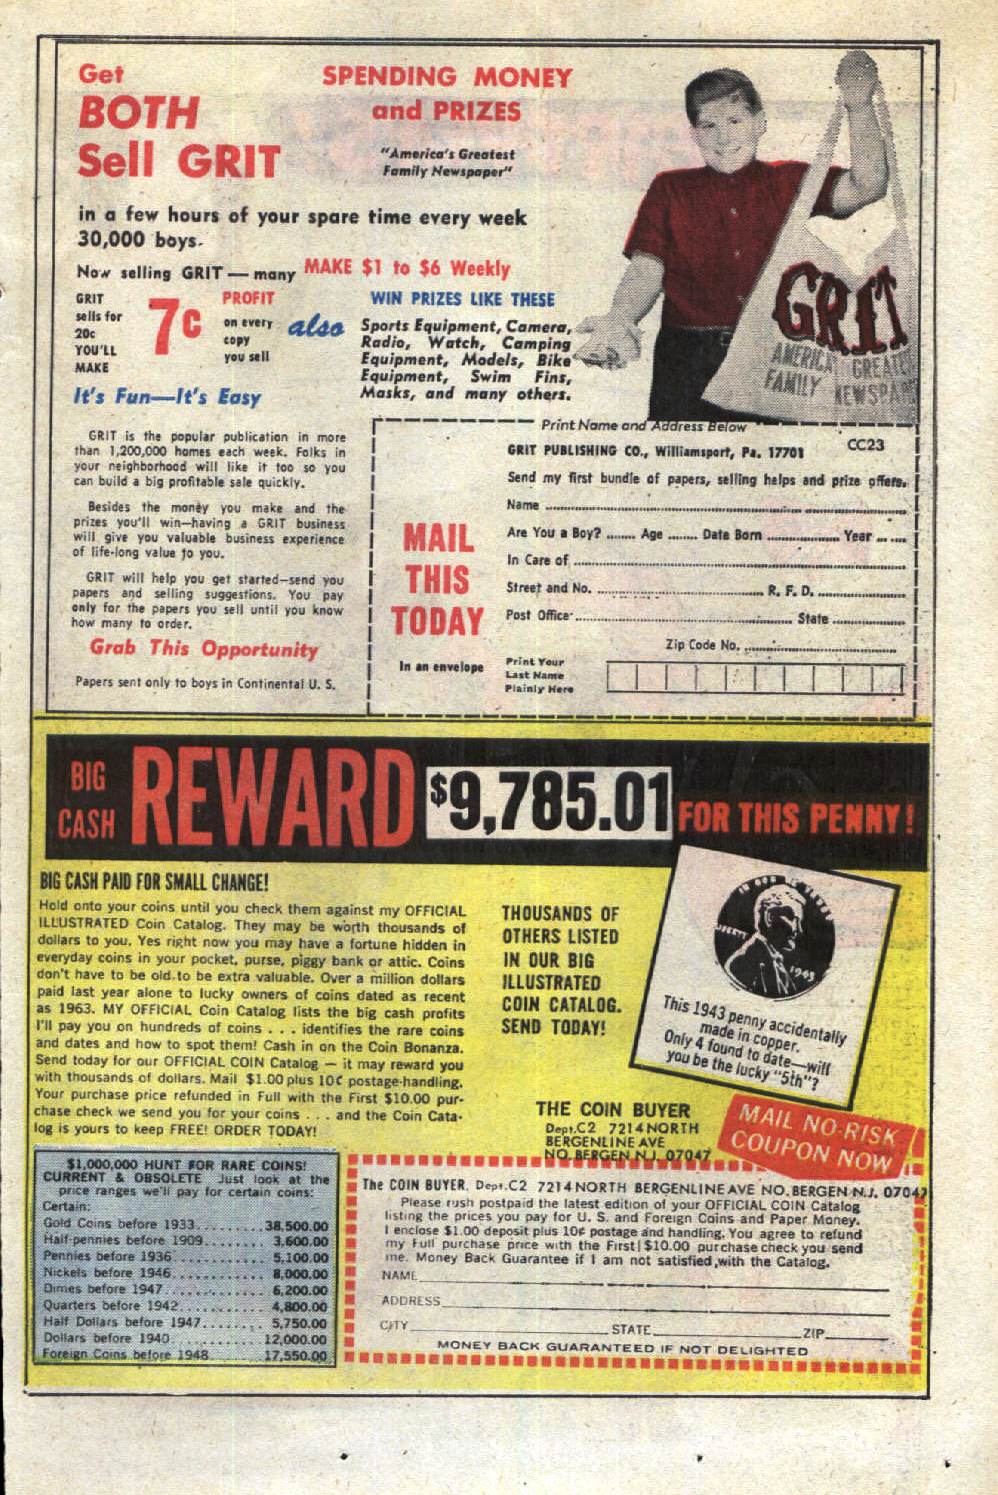 Get
BOTH
Sell GRIT
SPENDING MONEY
and PRIZES
"America's Greatest
Family Newspaper"
in a few hours of your spare time every week
30,000 boys.
Now selling GRIT — many MAKE $1 to $6 Weekly
GRIT
sells for
20c
YOU'LL
MAKE
7c
PROFIT
on every
copy
you sell
also
WIN PRIZES LIKE THESE
Sports Equipment, Camera,
Radio, Watch, Camping
Equipment, Models, Bike
Equipment, Swim Fins,
Masks, and many others.
It's Fun—It's Easy
GRIT
AMERICA GREATEST
FAMILY NEWSPAPE
GRIT is the popular publication in more
than 1,200,000 homes each week. Folks in
your neighborhood will like it too so you
can build a big profitable sale quickly.
Besides the money you make and the
prizes you'll win—having a GRIT business
will give you valuable business experience
of life-long value to you.
GRIT will help you get started—send you
papers and selling suggestions. You pay
only for the papers you sell until you know
how many to order.
Grab This Opportunity
Papers sent only to boys in Continental U. S.
MAIL
THIS
TODAY
In an envelope
Print Name and Address Below
GRIT PUBLISHING CO., Williamsport, Pa. 17701 CC23
Send my first bundle of papers, selling helps and prize offers.
Name
Are You a Boy? ........ Age ........ Date Born .................. Year .. ....
In Care of
Street and No. R. F. D.
Post Office State
Zip Code No.
Print Your
Last Name
Plainly Here
BIG
CASH
REWARD
$9,785.01
FOR THIS PENNY!
BIG CASH PAID FOR SMALL CHANGE!
Hold onto your coins until you check them against my OFFICIAL
ILLUSTRATED Coin Catalog. They may be worth thousands of
dollars to you. Yes right now you may have a fortune hidden in
everyday coins in your pocket, purse, piggy bank or attic. Coins
don't have to be old to be extra valuable. Over a million dollars
paid last year alone to lucky owners of coins dated as recent
as 1963. MY OFFICIAL Coin Catalog lists the big cash profits
I'll pay you on hundreds of coins . . . identifies the rare coins
and dates and how to spot them! Cash in on the Coin Bonanza.
Send today for our OFFICIAL COIN Catalog — it may reward you
with thousands of dollars. Mail $1.00 plus 10¢ postage-handling.
Your purchase price refunded in Full with the First $10.00 pur-
chase check we send you for your coins . . . and the Coin Cata-
log is yours to keep FREE! ORDER TODAY!
THOUSANDS OF
OTHERS LISTED
IN OUR BIG
ILLUSTRATED
COIN CATALOG.
SEND TODAY!
LIBERTY
1943
This 1943 penny accidentally
made in copper.
Only 4 found to date—will
you be the lucky "5th"?
THE COIN BUYER
Dept.C2 7214 NORTH
BERGENLINE AVE
NO. BERGEN N.J. 07047
MAIL NO-RISK
COUPON NOW
$1,000,000 HUNT FOR RARE COINS!
CURRENT & OBSOLETE Just look at the
price ranges we'll pay for certain coins:
Certain:
Gold Coins before 1933.........38,500.00
Half-pennies before 1909........ 3,600.00
Pennies before 1936............ 5,100.00
Nickels before 1946............. 8,000.00
Dimes before 1947.............. 6,200.00
Quarters before 1942........... 4,800.00
Half Dollars before 1947........ 5,750.00
Dollars before 1940............12,000.00
Foreign Coins before 1948.......17,550.00
The COIN BUYER, Dept.C2 7214 NORTH BERGENLINE AVE NO. BERGEN N.J. 07047
Please rush postpaid the latest edition of your OFFICIAL COIN Catalog
listing the prices you pay for U. S. and Foreign Coins and Paper Money.
I enclose $1.00 deposit plus 10¢ postage and handling. You agree to refund
my full purchase price with the First $10.00 purchase check you send
me. Money Back Guarantee if I am not satisfied with the Catalog.
NAME
ADDRESS
CITY STATE ZIP
MONEY BACK GUARANTEED IF NOT DELIGHTED